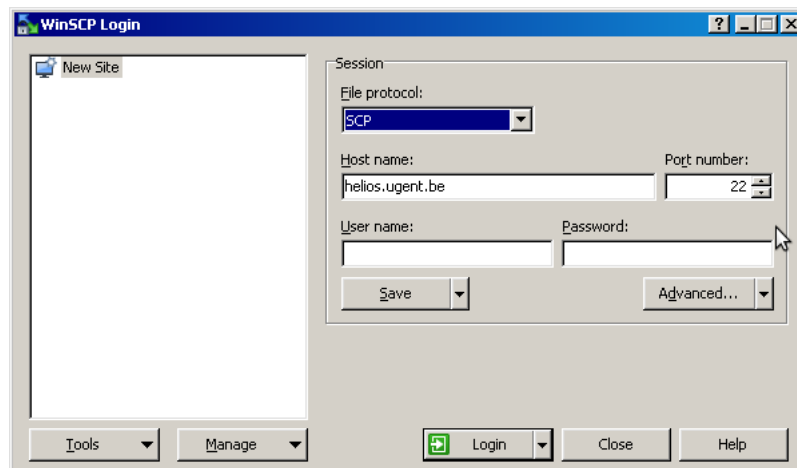 WinSCP Login
?
New Site
Session
File protocol:
SCP
Host name:
Port number:
helios.ugent.be
22
User name:
Password:
Save
Advanced...
Tools
Manage
Login
Close
Help